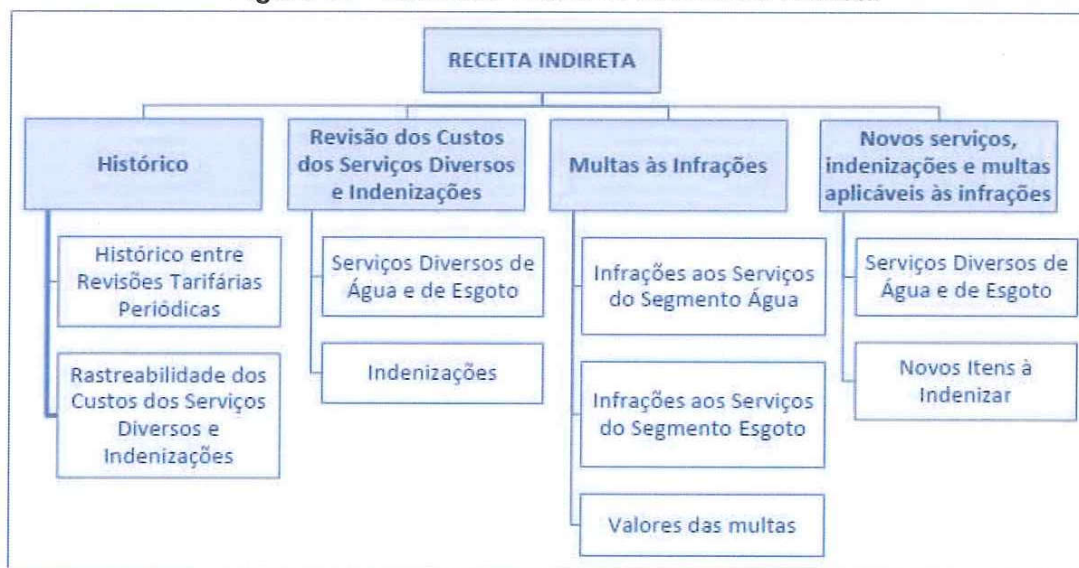 RECEITA INDIRETA
Histórico
Histórico entre
Revisões Tarifárias
Periódicas
Rastreabilidade dos
Custos dos Serviços
Diversos e
Indenizações
Revisão dos Custos
dos Serviços Diversos
e Indenizações
Serviços Diversos de
Água e de Esgoto
Indenizações
Multas às Infrações
Infrações aos Serviços
do Segmento Água
Infrações aos Serviços
do Segmento Esgoto
Valores das multas
Novos serviços,
indenizações e multas
aplicáveis às infrações
Serviços Diversos de
Água e de Esgoto
Novos Itens à
Indenizar